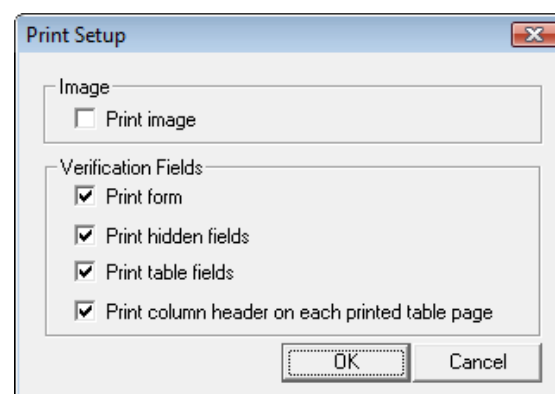 Print Setup
Image
Print image
Verification Fields
Print form
Print hidden fields
Print table fields
Print column header on each printed table page
OK Cancel